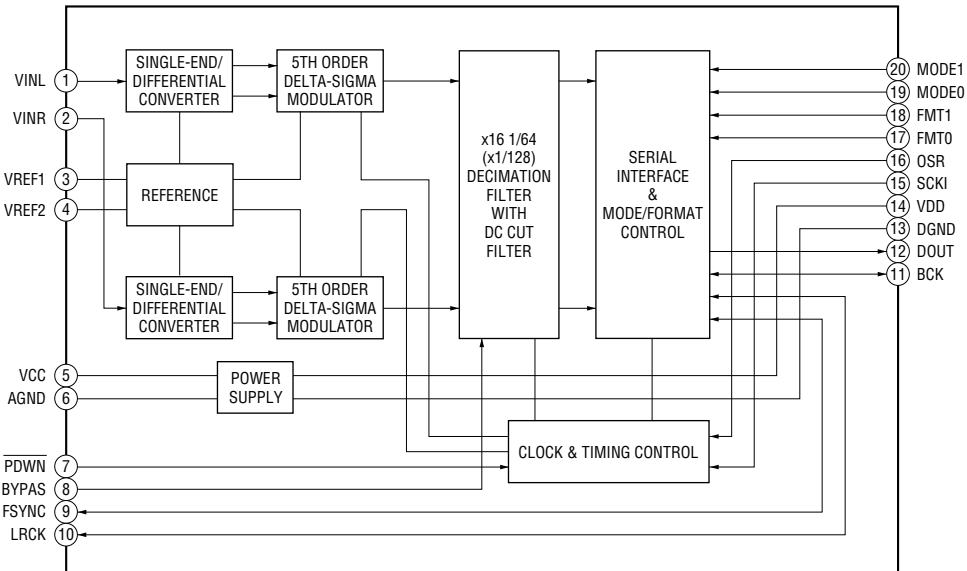 VINL 1
VINR 2
VREF1 3
VREF2 4
VCC 5
AGND 6
PDWN 7
BYPAS 8
FSYNC 9
LRCK 10
SINGLE-END/
DIFFERENTIAL
CONVERTER
5TH ORDER
DELTA-SIGMA
MODULATOR
REFERENCE
SINGLE-END/
DIFFERENTIAL
CONVERTER
5TH ORDER
DELTA-SIGMA
MODULATOR
POWER
SUPPLY
x16 1/64
(x1/128)
DECIMATION
FILTER
WITH
DC CUT
FILTER
SERIAL
INTERFACE
&
MODE/FORMAT
CONTROL
CLOCK & TIMING CONTROL
20 MODE1
19 MODE0
18 FMT1
17 FMT0
16 OSR
15 SCKI
14 VDD
13 DGND
12 DOUT
11 BCK